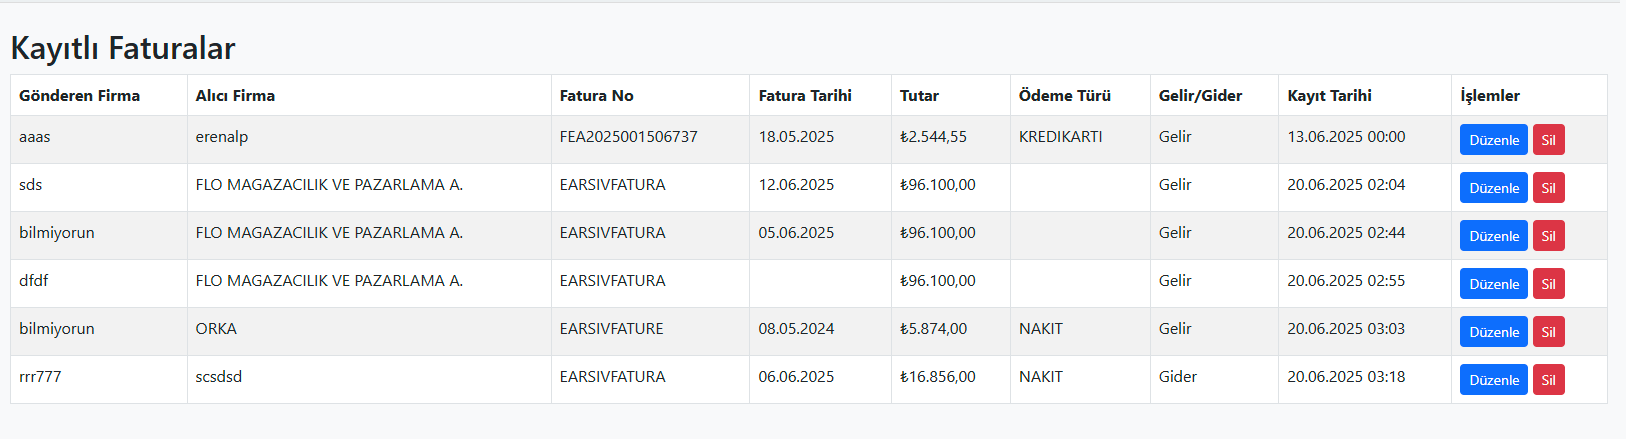 Kayıtlı Faturalar
Gönderen Firma Alıcı Firma Fatura No Fatura Tarihi Tutar Ödeme Türü Gelir/Gider Kayıt Tarihi İşlemler
aaas erenalp FEA2025001506737 18.05.2025 ₺2.544,55 KREDIKARTI Gelir 13.06.2025 00:00 Düzenle Sil
sds FLO MAGAZACILIK VE PAZARLAMA A. EARSIVFATURA 12.06.2025 ₺96.100,00 Gelir 20.06.2025 02:04 Düzenle Sil
bilmiyorun FLO MAGAZACILIK VE PAZARLAMA A. EARSIVFATURA 05.06.2025 ₺96.100,00 Gelir 20.06.2025 02:44 Düzenle Sil
dfdf FLO MAGAZACILIK VE PAZARLAMA A. EARSIVFATURA ₺96.100,00 Gelir 20.06.2025 02:55 Düzenle Sil
bilmiyorun ORKA EARSIVFATURE 08.05.2024 ₺5.874,00 NAKIT Gelir 20.06.2025 03:03 Düzenle Sil
rrr777 scsdsd EARSIVFATURA 06.06.2025 ₺16.856,00 NAKIT Gider 20.06.2025 03:18 Düzenle Sil